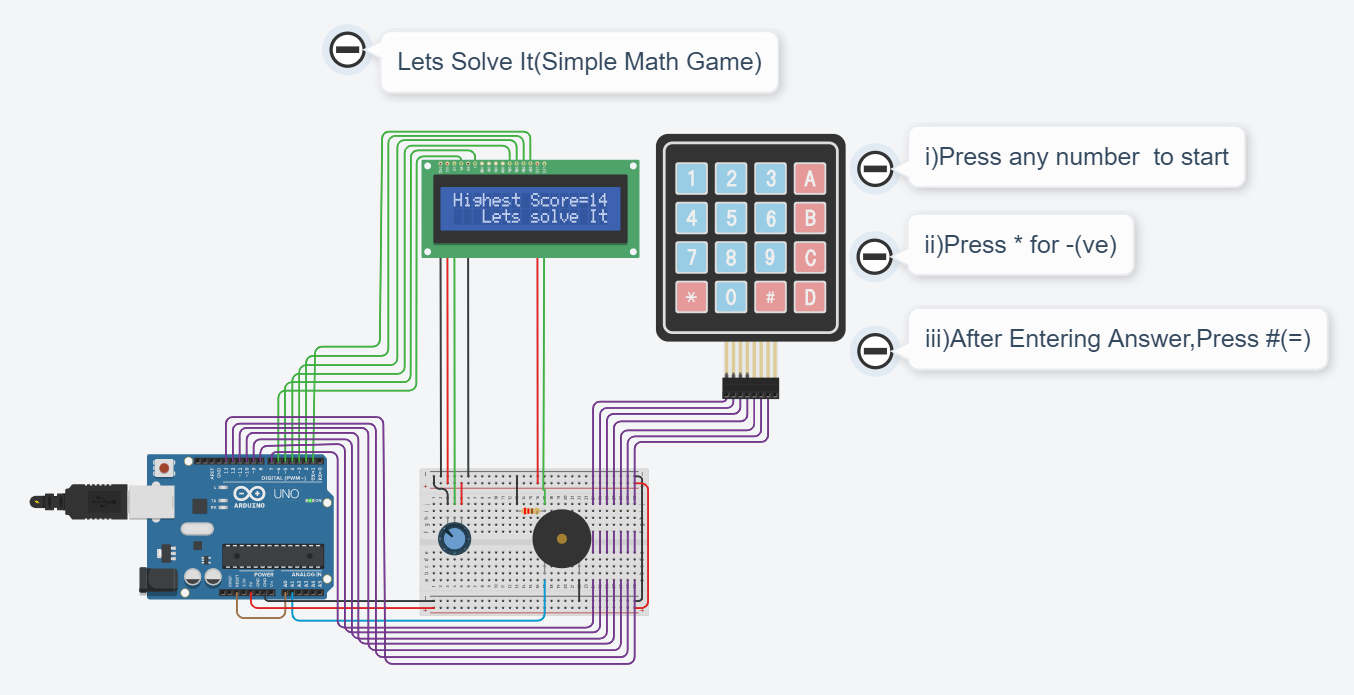 Lets Solve It(Simple Math Game)
i)Press any number  to start
Highest Score=14
Lets solve It
1 2 3 A
4 5 6 B
7 8 9 C
* 0 # D
ii)Press * for -(ve)
iii)After Entering Answer,Press #(=)
DIGITAL (PWM~)
UNO
ARDUINO
ON
POWER
ANALOG IN